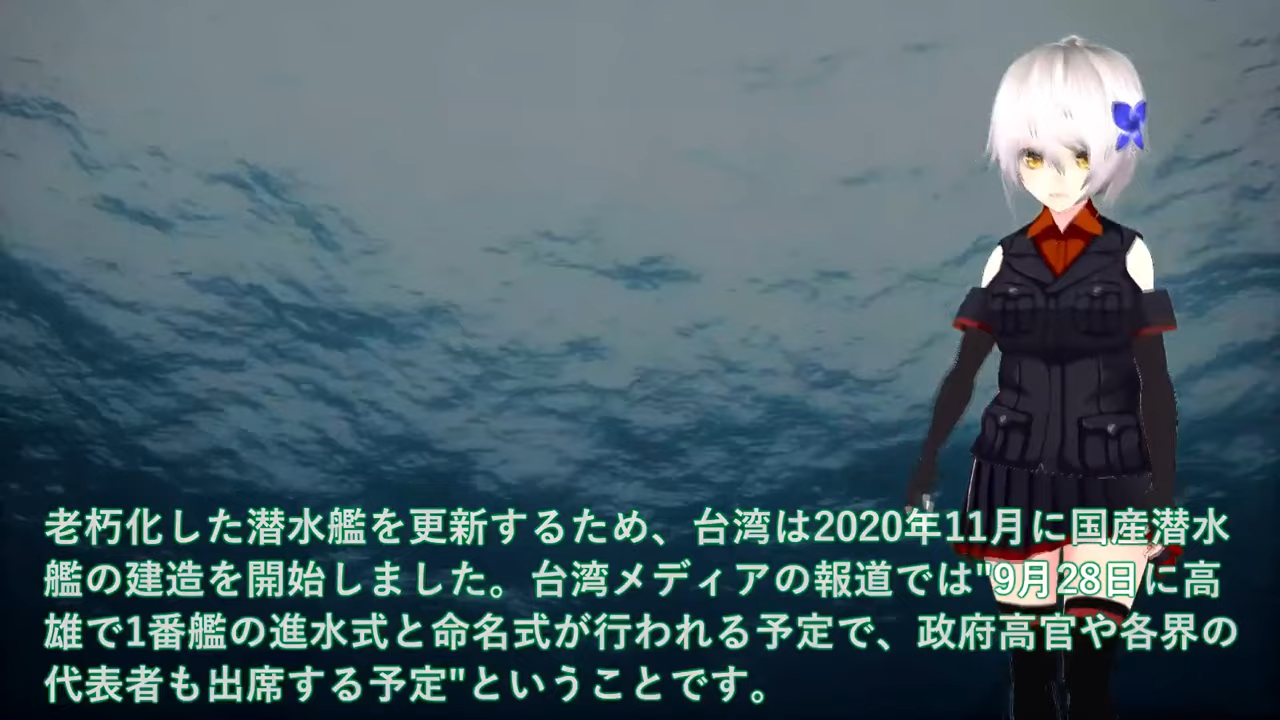 老朽化した潜水艦を更新するため、台湾は2020年11月に国産潜水
艦の建造を開始しました。台湾メディアの報道では"9月28日に高
雄で1番艦の進水式と命名式が行われる予定で、政府高官や各界の
代表者も出席する予定"ということです。